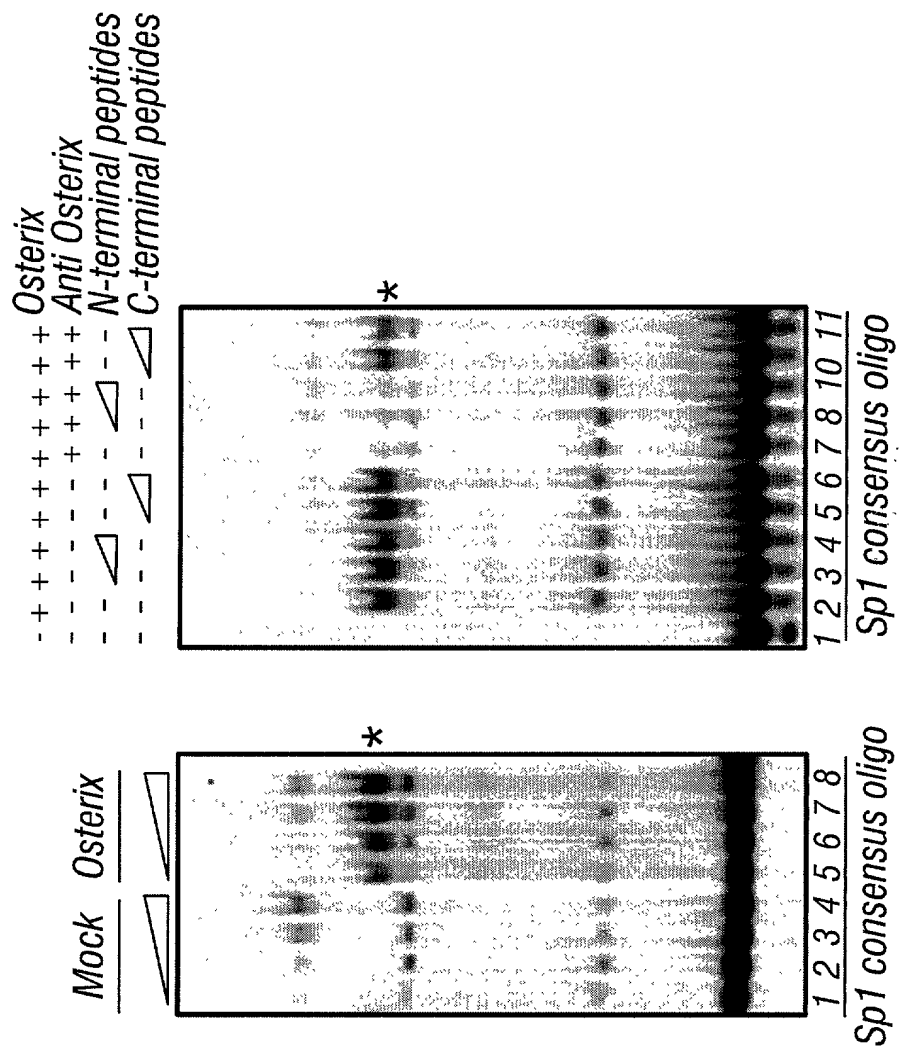 Mock Osterix
1 2 3 4 5 6 7 8
Sp1 consensus oligo
*
- + + + + + + + + + + Osterix
- - - - - - + + + + + Anti Osterix
- - - - - - - N-terminal peptides
- - - - - - - C-terminal peptides
*
1 2 3 4 5 6 7 8 10 11
Sp1 consensus oligo